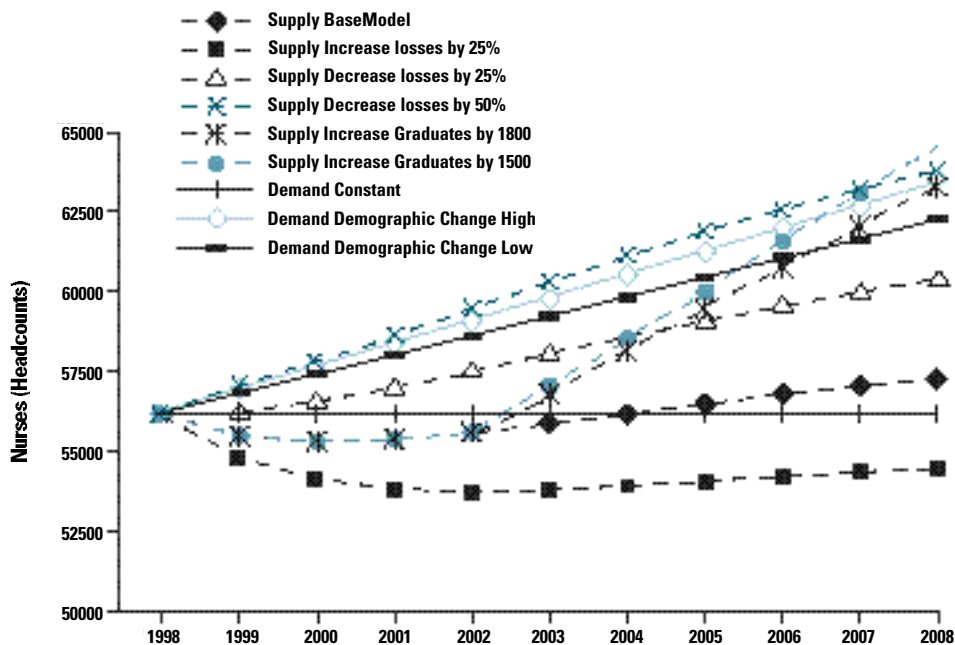 Supply BaseModel
Supply Increase losses by 25%
Supply Decrease losses by 25%
Supply Decrease losses by 50%
Supply Increase Graduates by 1800
Supply Increase Graduates by 1500
Demand Constant
Demand Demographic Change High
Demand Demographic Change Low
Nurses (Headcounts)
65000
62500
60000
57500
55000
52500
50000
1998 1999 2000 2001 2002 2003 2004 2005 2006 2007 2008